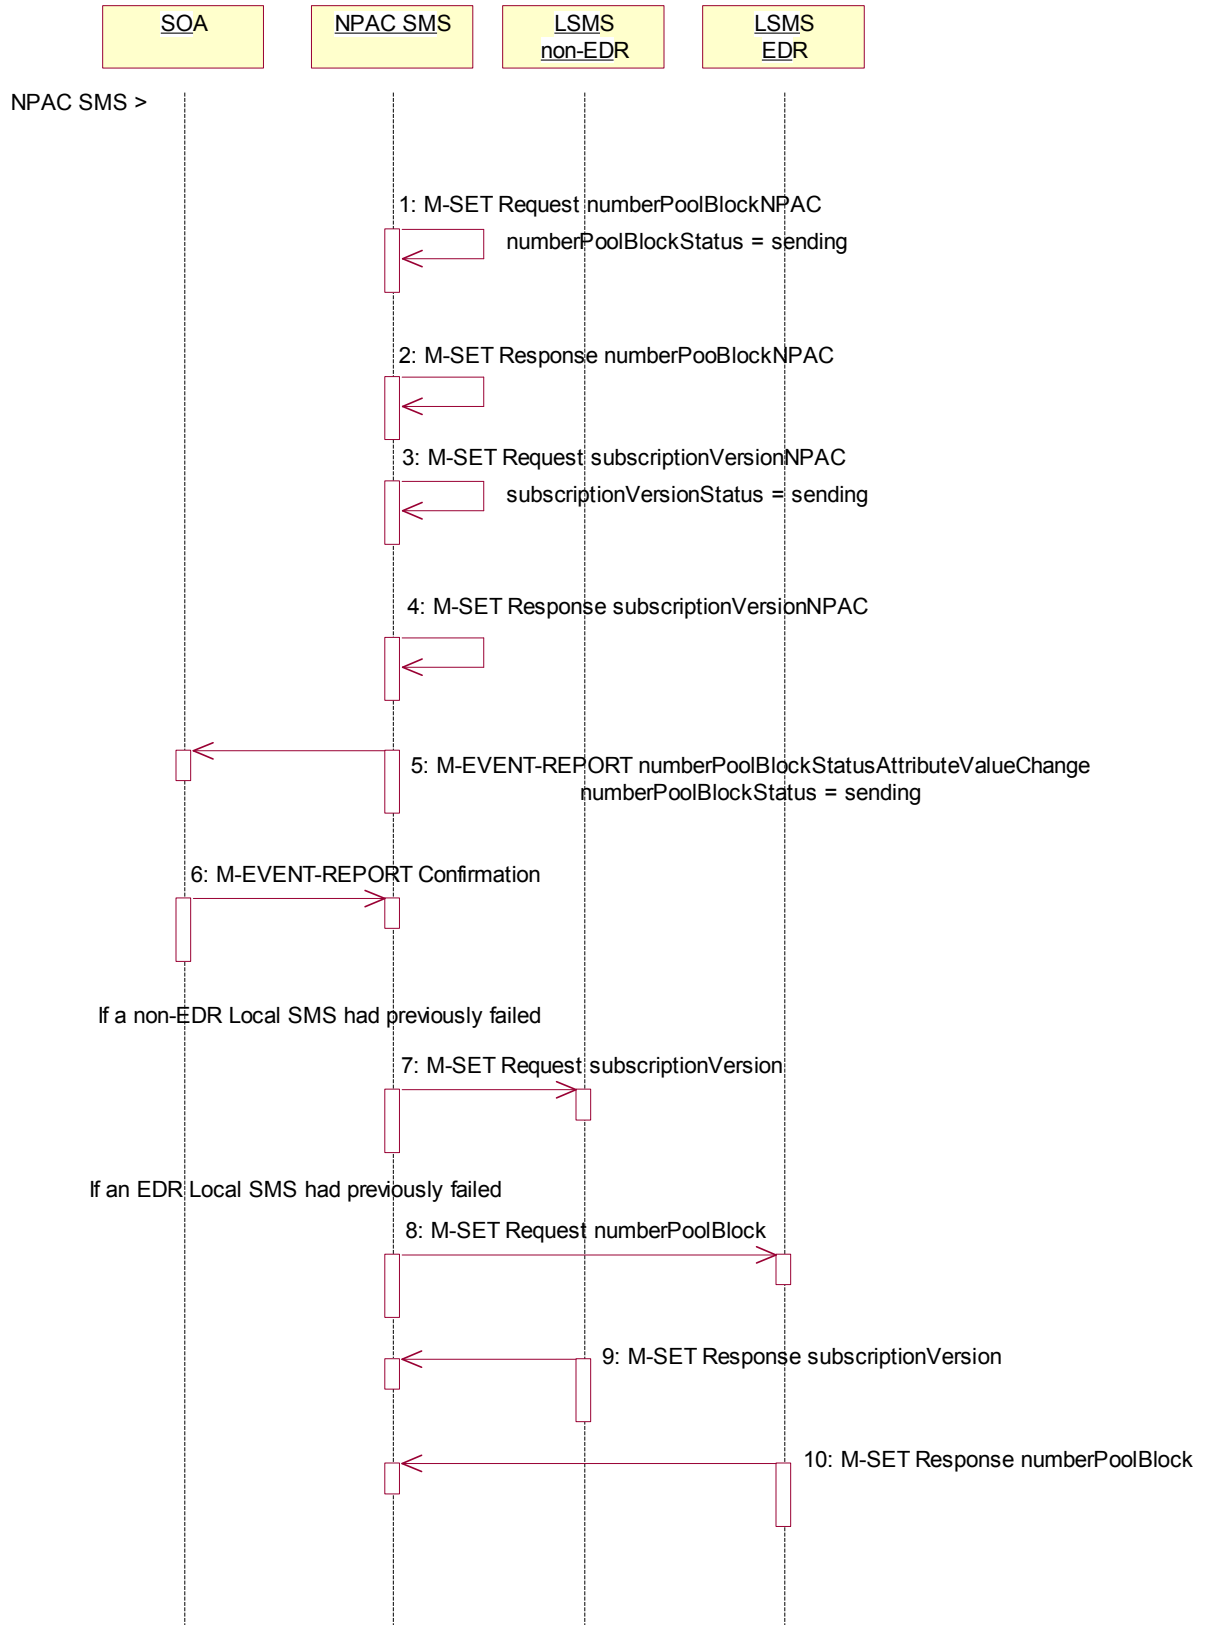 SOA
NPAC SMS
LSMS
non-EDR
LSMS
EDR
NPAC SMS >
1: M-SET Request numberPoolBlockNPAC
numberPoolBlockStatus = sending
2: M-SET Response numberPooBlockNPAC
3: M-SET Request subscriptionVersionNPAC
subscriptionVersionStatus = sending
4: M-SET Response subscriptionVersionNPAC
5: M-EVENT-REPORT numberPoolBlockStatusAttributeValueChange
numberPoolBlockStatus = sending
6: M-EVENT-REPORT Confirmation
If a non-EDR Local SMS had previously failed
7: M-SET Request subscriptionVersion
If an EDR Local SMS had previously failed
8: M-SET Request numberPoolBlock
9: M-SET Response subscriptionVersion
10: M-SET Response numberPoolBlock